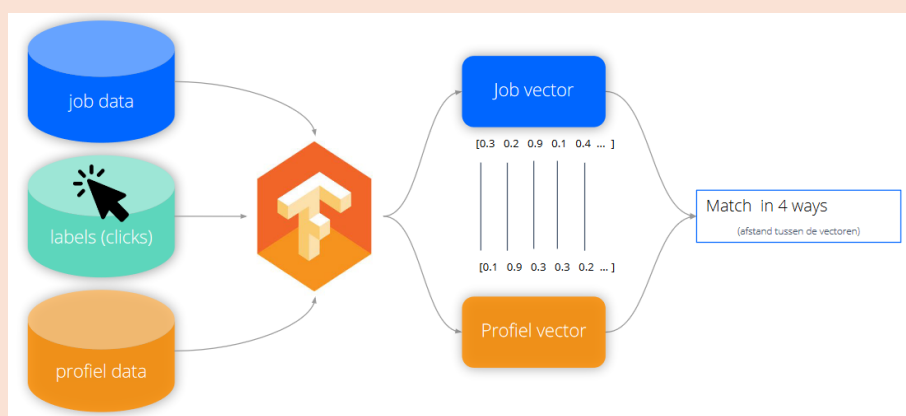 job data
labels (clicks)
profiel data
Job vector
[0.3 0.2 0.9 0.1 0.4 ... ]
[0.1 0.9 0.3 0.3 0.2 ... ]
Profiel vector
Match in 4 ways
(afstand tussen de vectoren)